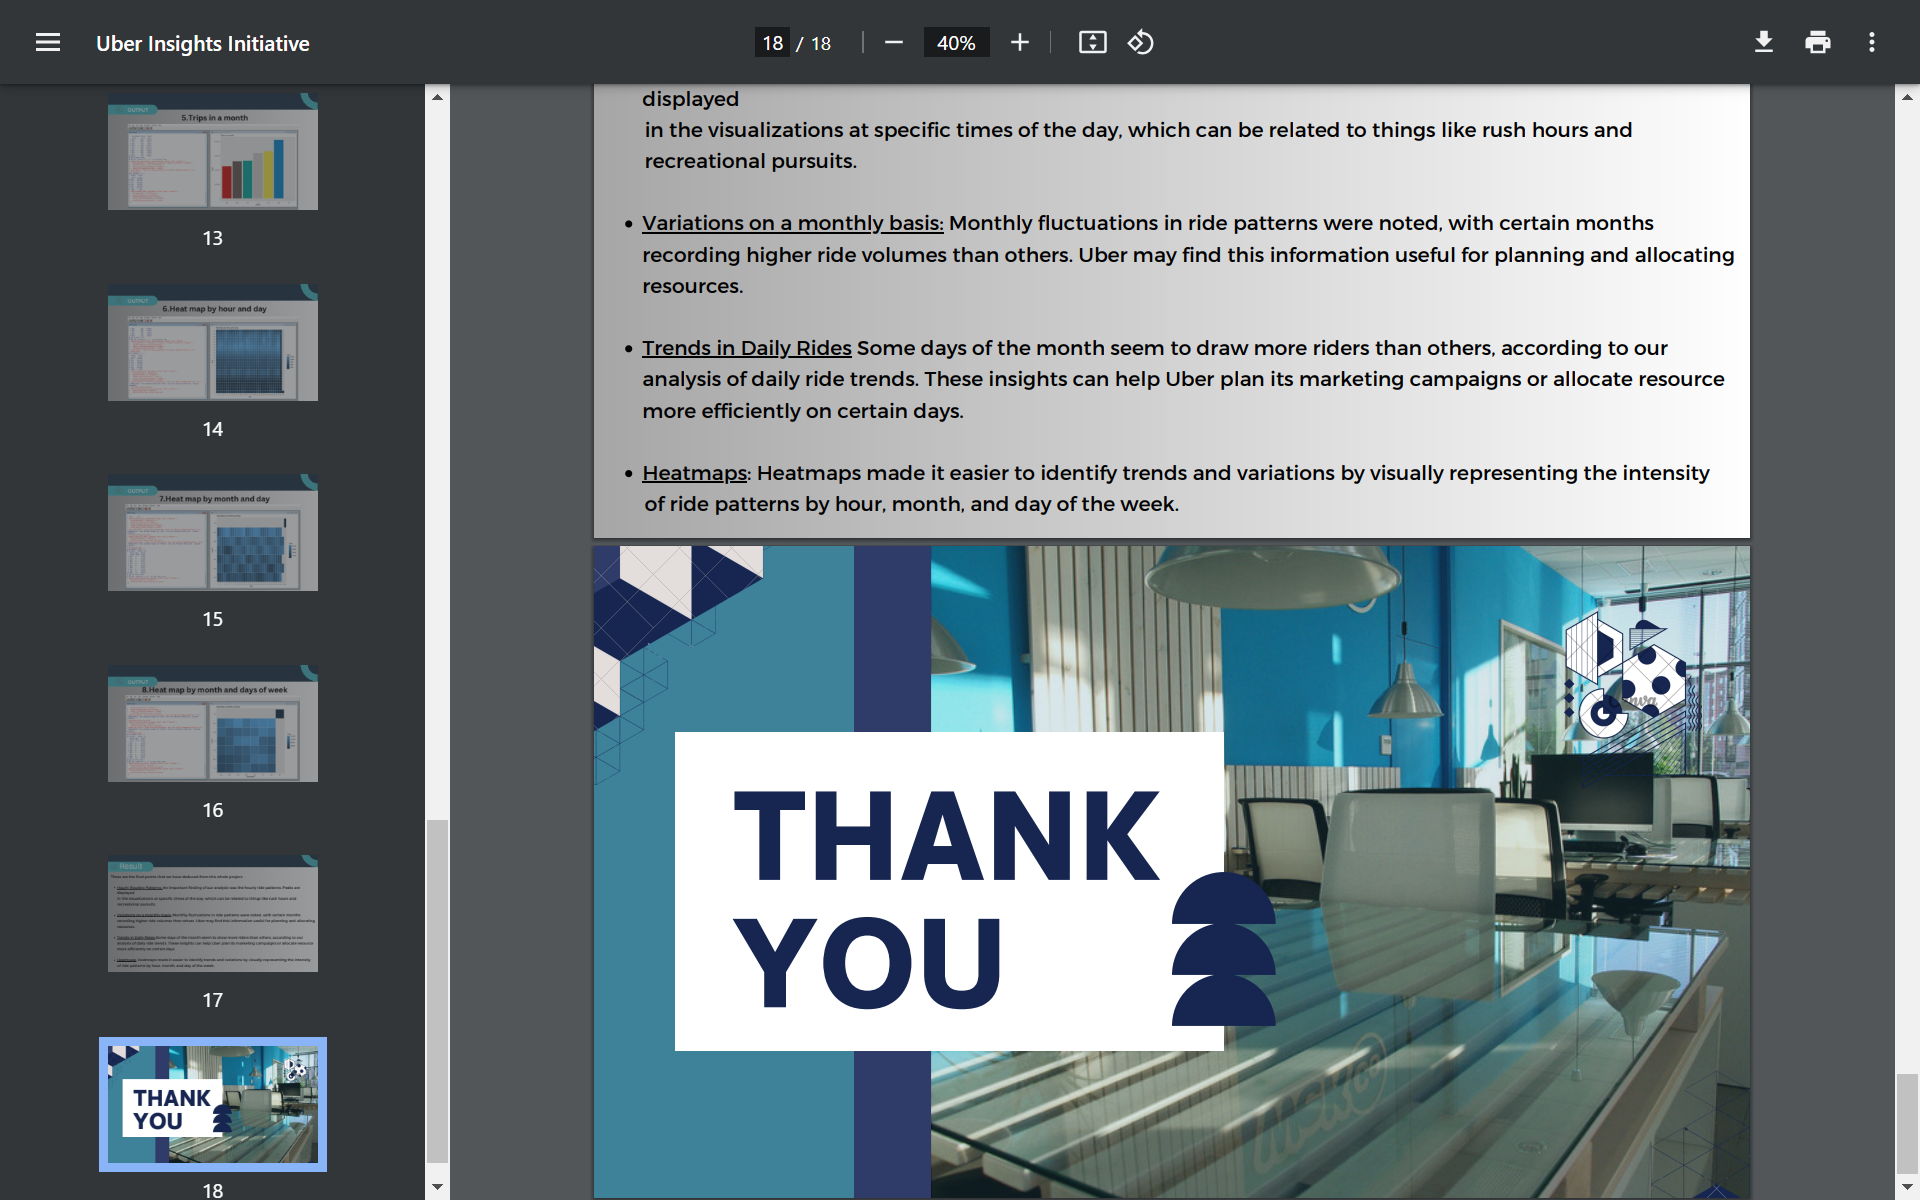 Uber Insights Initiative
18 / 18
40%
OUTPUT
5.Trips in a month
13
OUTPUT
6.Heat map by hour and day
14
OUTPUT
7.Heat map by month and day
15
OUTPUT
8.Heat map by month and days of week
16
Result
17
THANK
YOU
18
displayed
in the visualizations at specific times of the day, which can be related to things like rush hours and
recreational pursuits.
• Variations on a monthly basis: Monthly fluctuations in ride patterns were noted, with certain months
recording higher ride volumes than others. Uber may find this information useful for planning and allocating
resources.
• Trends in Daily Rides Some days of the month seem to draw more riders than others, according to our
analysis of daily ride trends. These insights can help Uber plan its marketing campaigns or allocate resource
more efficiently on certain days.
• Heatmaps: Heatmaps made it easier to identify trends and variations by visually representing the intensity
of ride patterns by hour, month, and day of the week.
THANK
YOU